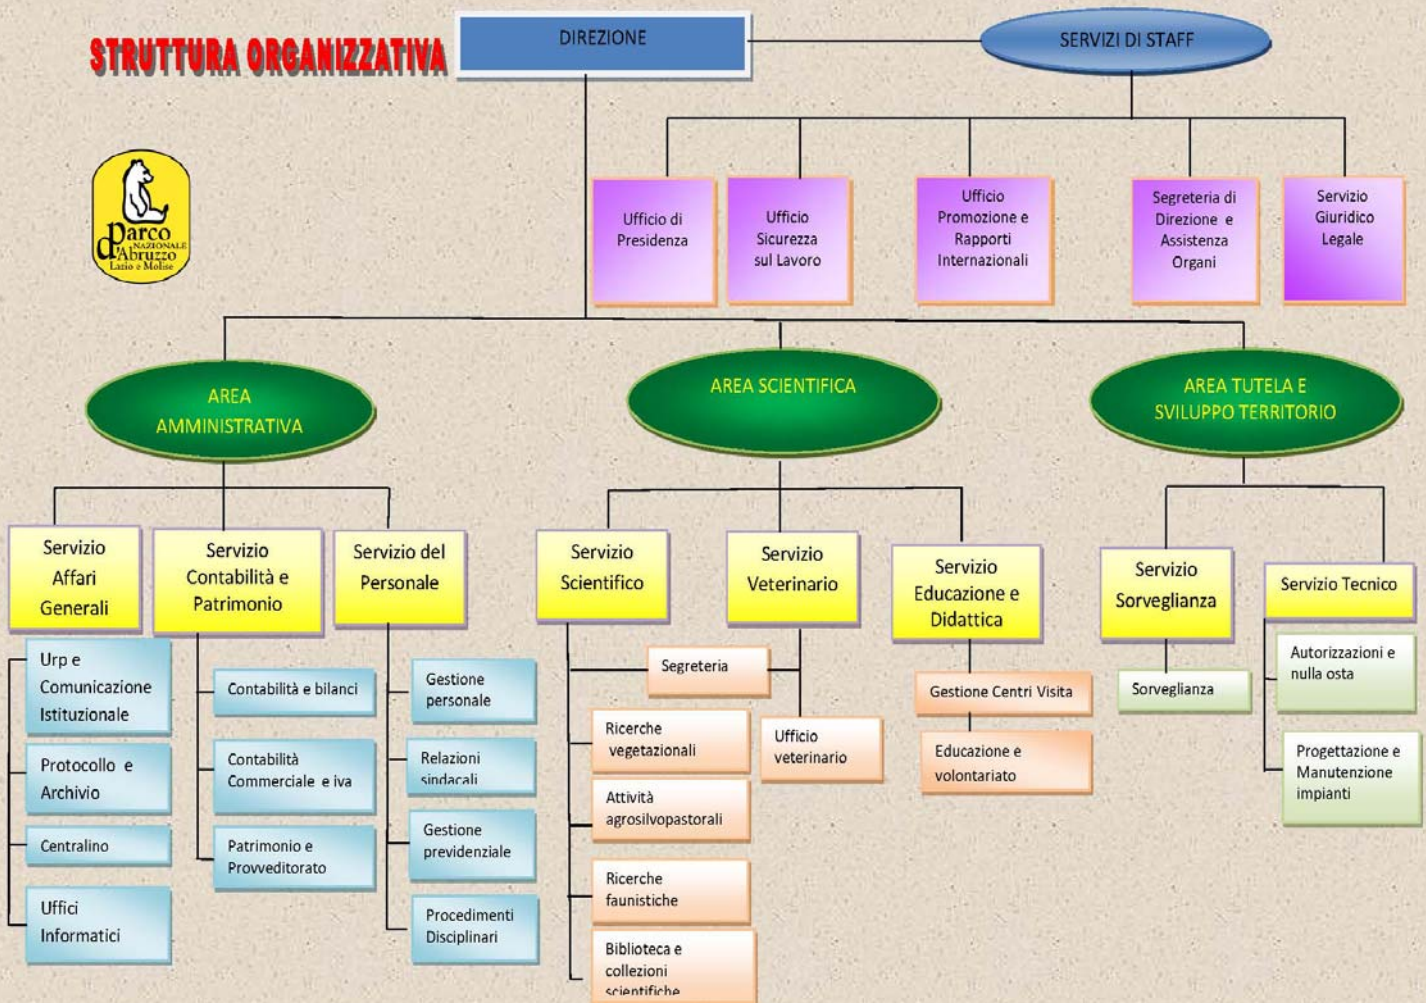 STRUTTURA ORGANIZZATIVA
DIREZIONE
SERVIZI DI STAFF
Parco
NAZIONALE
d'Abruzzo
Lazio e Molise
Ufficio di
Presidenza
Ufficio
Sicurezza
sul Lavoro
Ufficio
Promozione e
Rapporti
Internazionali
Segreteria di
Direzione e
Assistenza
Organi
Servizio
Giuridico
Legale
AREA
AMMINISTRATIVA
AREA SCIENTIFICA
AREA TUTELA E
SVILUPPO TERRITORIO
Servizio
Affari
Generali
Servizio
Contabilità e
Patrimonio
Servizio del
Personale
Servizio
Scientifico
Servizio
Veterinario
Servizio
Educazione e
Didattica
Servizio
Sorveglianza
Servizio Tecnico
Urp e
Comunicazione
Istituzionale
Protocollo e
Archivio
Centralino
Uffici
Informatici
Contabilità e bilanci
Contabilità
Commerciale e iva
Patrimonio e
Provveditorato
Gestione
personale
Relazioni
sindacali
Gestione
previdenziale
Procedimenti
Disciplinari
Segreteria
Ricerche
vegetazionali
Attività
agrosilvopastorali
Ricerche
faunistiche
Biblioteca e
collezioni
scientifiche
Ufficio
veterinario
Gestione Centri Visita
Educazione e
volontariato
Sorveglianza
Autorizzazioni e
nulla osta
Progettazione e
Manutenzione
impianti